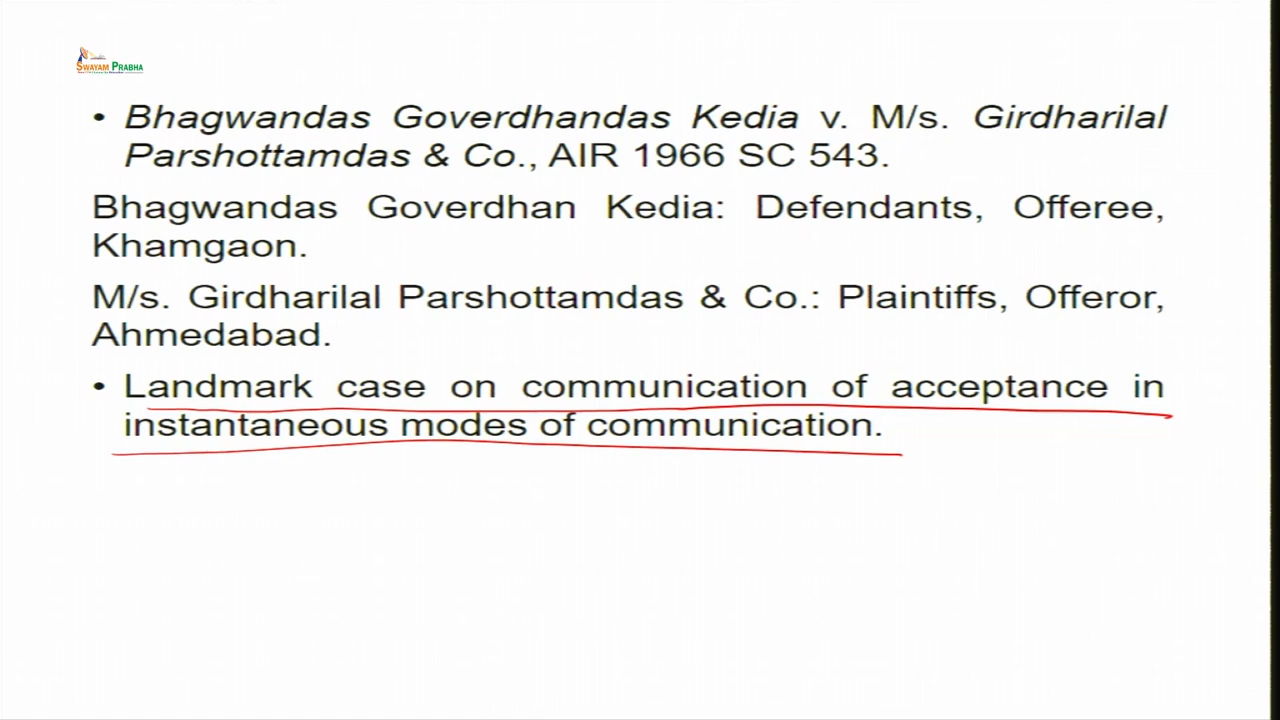 SWAYAM PRABHA
• Bhagwandas Goverdhandas Kedia v. M/s. Girdharilal
Parshottamdas & Co., AIR 1966 SC 543.
Bhagwandas Goverdhan Kedia: Defendants, Offeree,
Khamgaon.
M/s. Girdharilal Parshottamdas & Co.: Plaintiffs, Offeror,
Ahmedabad.
• Landmark case on communication of acceptance in
instantaneous modes of communication.